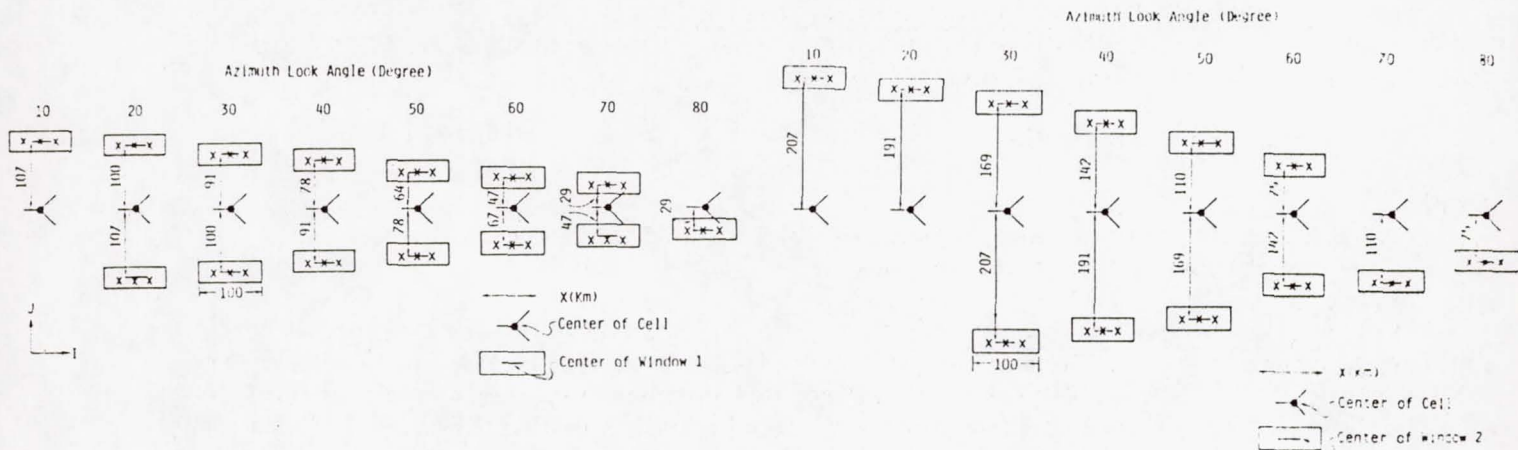 Azimuth Look Angle (Degree)
10 20 30 40 50 60 70 80
x x x x x x x x x x x x x x x x x x x x x
107 100 91 78 64 47 29
107 100 91 78 67 47 29
x x x x x x x x x x x x x x x x x x x x x
100
J
I
X(Km)
Center of Cell
Center of Window 1
Azimuth Look Angle (Degree)
10 20 30 40 50 60 70 80
x x x x x x x x x x x x x x x x x x
207 191 169 142 110
207 191 169 142 110
x x x x x x x x x x x x x x x x x
100
X(Km)
Center of Cell
Center of Window 2